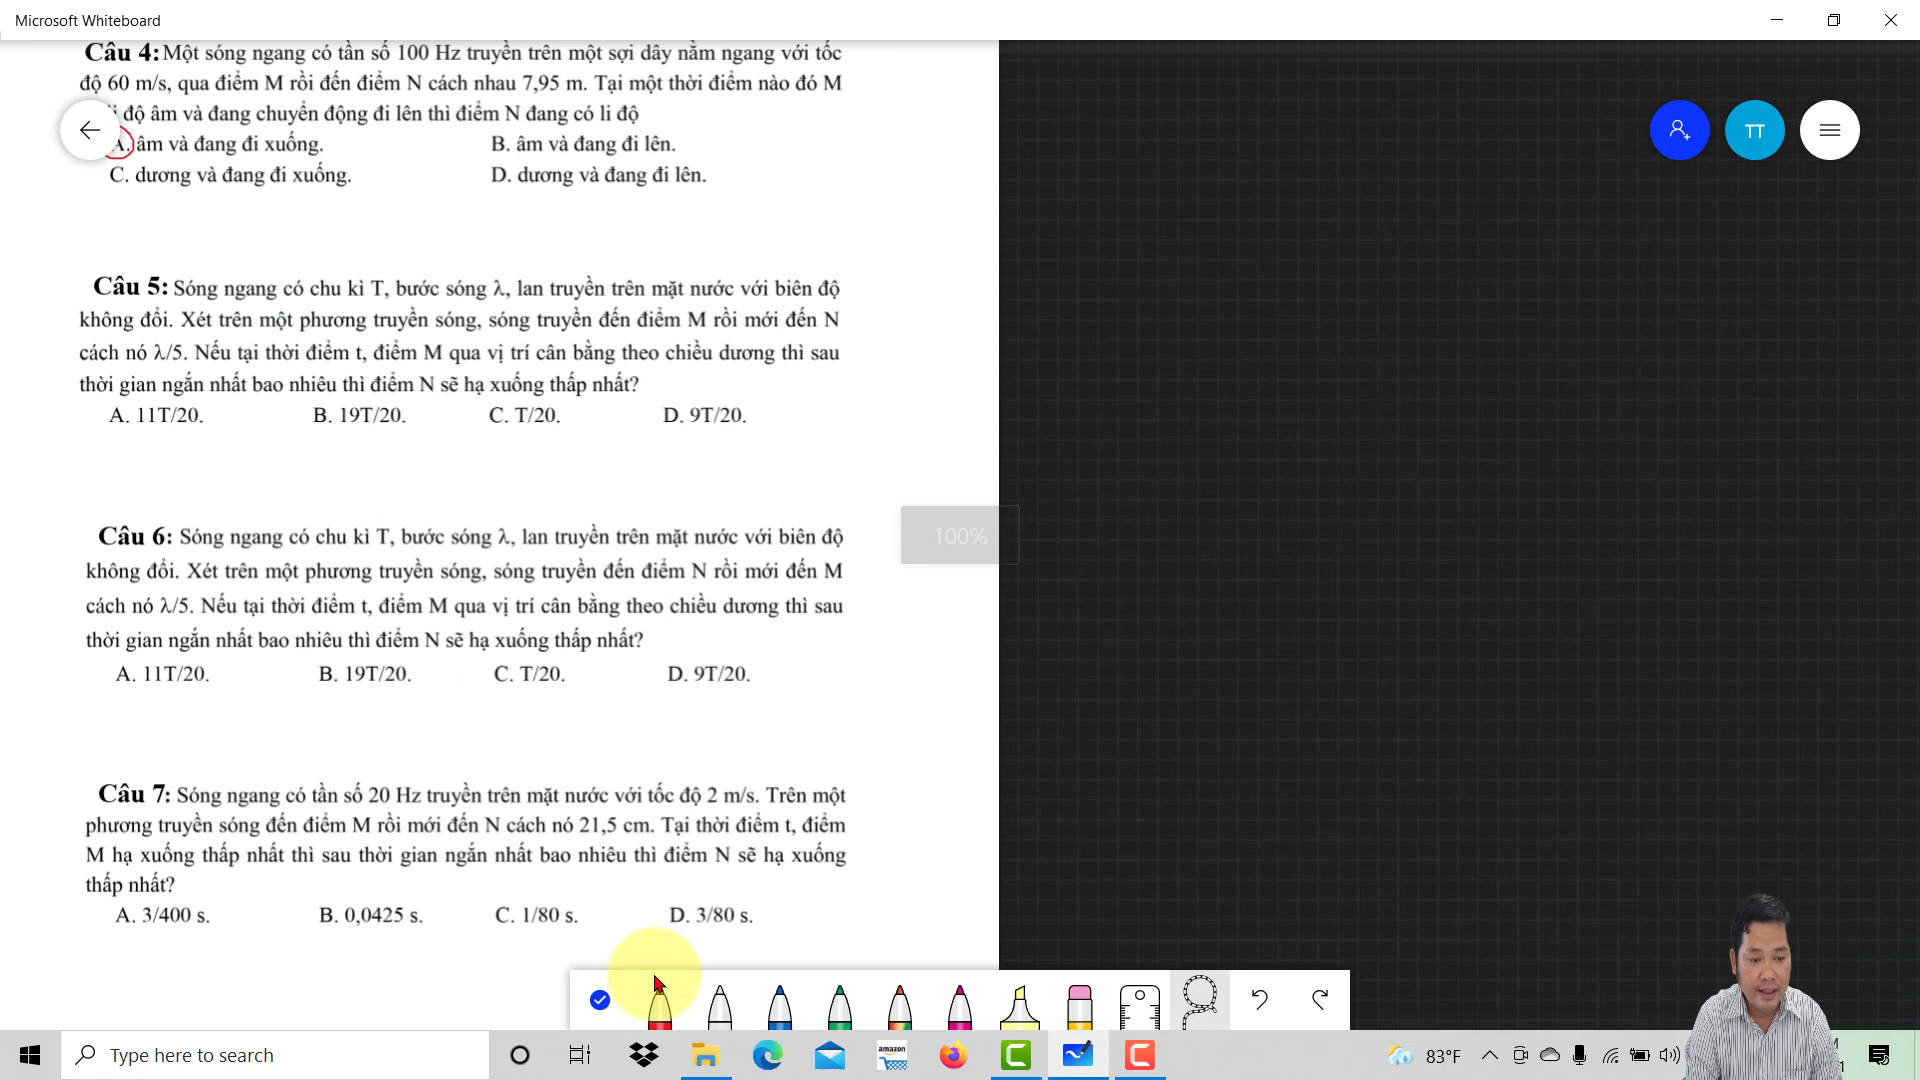 Microsoft Whiteboard
Câu 4: Một sóng ngang có tần số 100 Hz truyền trên một sợi dây nằm ngang với tốc
độ 60 m/s, qua điểm M rồi đến điểm N cách nhau 7,95 m. Tại một thời điểm nào đó M
độ âm và đang chuyển động đi lên thì điểm N đang có li độ
A. âm và đang đi xuống.
B. âm và đang đi lên.
C. dương và đang đi xuống.
D. dương và đang đi lên.
TT
Câu 5: Sóng ngang có chu kì T, bước sóng λ, lan truyền trên mặt nước với biên độ
không đổi. Xét trên một phương truyền sóng, sóng truyền đến điểm M rồi mới đến N
cách nó λ/5. Nếu tại thời điểm t, điểm M qua vị trí cân bằng theo chiều dương thì sau
thời gian ngắn nhất bao nhiêu thì điểm N sẽ hạ xuống thấp nhất?
A. 11T/20.
B. 19T/20.
C. T/20.
D. 9T/20.
100%
Câu 6: Sóng ngang có chu kì T, bước sóng λ, lan truyền trên mặt nước với biên độ
không đổi. Xét trên một phương truyền sóng, sóng truyền đến điểm N rồi mới đến M
cách nó λ/5. Nếu tại thời điểm t, điểm M qua vị trí cân bằng theo chiều dương thì sau
thời gian ngắn nhất bao nhiêu thì điểm N sẽ hạ xuống thấp nhất?
A. 11T/20.
B. 19T/20.
C. T/20.
D. 9T/20.
Câu 7: Sóng ngang có tần số 20 Hz truyền trên mặt nước với tốc độ 2 m/s. Trên một
phương truyền sóng đến điểm M rồi mới đến N cách nó 21,5 cm. Tại thời điểm t, điểm
M hạ xuống thấp nhất thì sau thời gian ngắn nhất bao nhiêu thì điểm N sẽ hạ xuống
thấp nhất?
A. 3/400 s.
B. 0,0425 s.
C. 1/80 s.
D. 3/80 s.
Type here to search
amazon
83°F